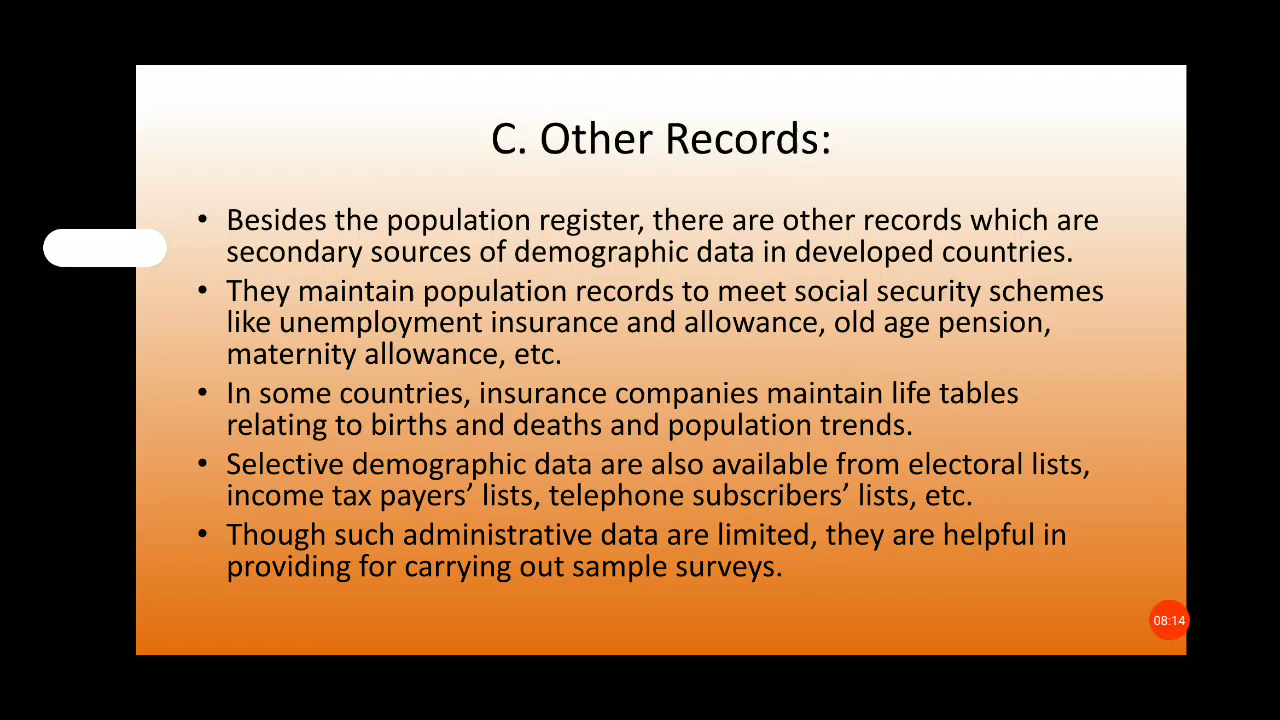 C. Other Records:
• Besides the population register, there are other records which are
secondary sources of demographic data in developed countries.
• They maintain population records to meet social security schemes
like unemployment insurance and allowance, old age pension,
maternity allowance, etc.
• In some countries, insurance companies maintain life tables
relating to births and deaths and population trends.
• Selective demographic data are also available from electoral lists,
income tax payers’ lists, telephone subscribers’ lists, etc.
• Though such administrative data are limited, they are helpful in
providing for carrying out sample surveys.
08:14